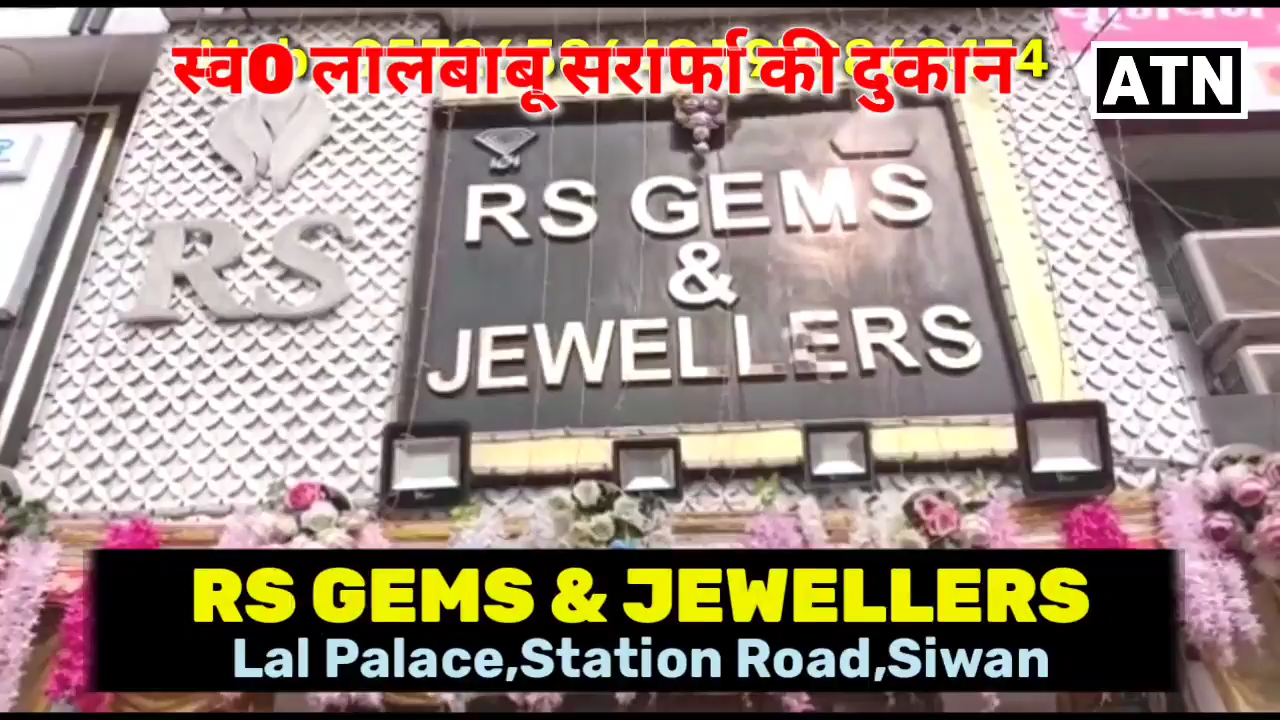 स्व0 लालबाबू सरार्फा की दुकान
ATN
RS
RS GEMS
&
JEWELLERS
RS GEMS & JEWELLERS
Lal Palace,Station Road,Siwan